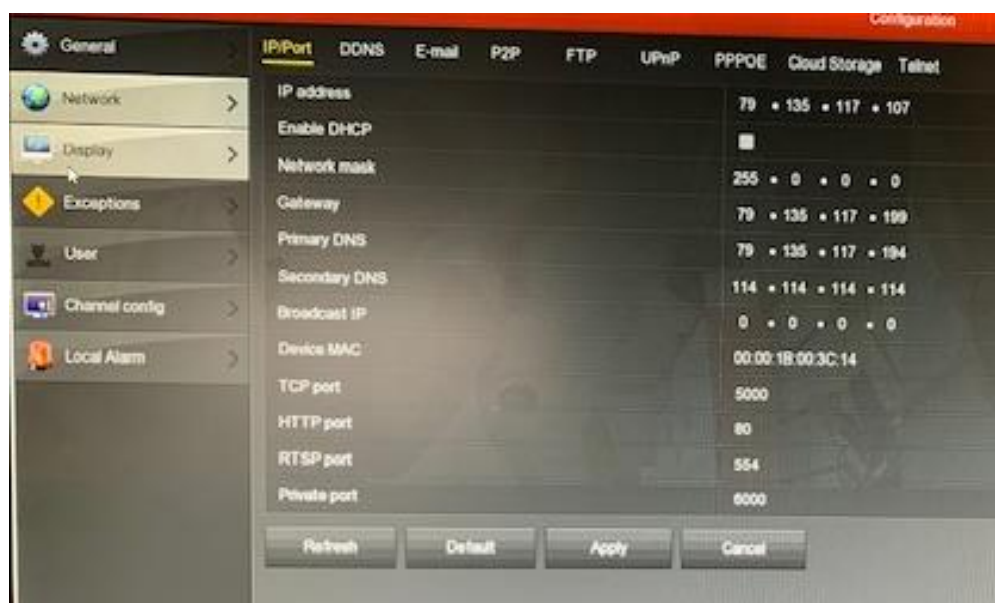 Configuration
General
IP/Port DDNS E-mail P2P FTP UPnP PPPOE Cloud Storage Telnet
Network
IP address 79 • 135 • 117 • 107
Enable DHCP
Display
Network mask 255 • 0 • 0 • 0
Exceptions
Gateway 79 • 135 • 117 • 199
Primary DNS 79 • 135 • 117 • 194
User
Secondary DNS 114 • 114 • 114 • 114
Channel config
Broadcast IP 0 • 0 • 0 • 0
Local Alarm
Device MAC 00:00:1B:00:3C:14
TCP port 5000
HTTP port 80
RTSP port 554
Private port 6000
Refresh Default Apply Cancel